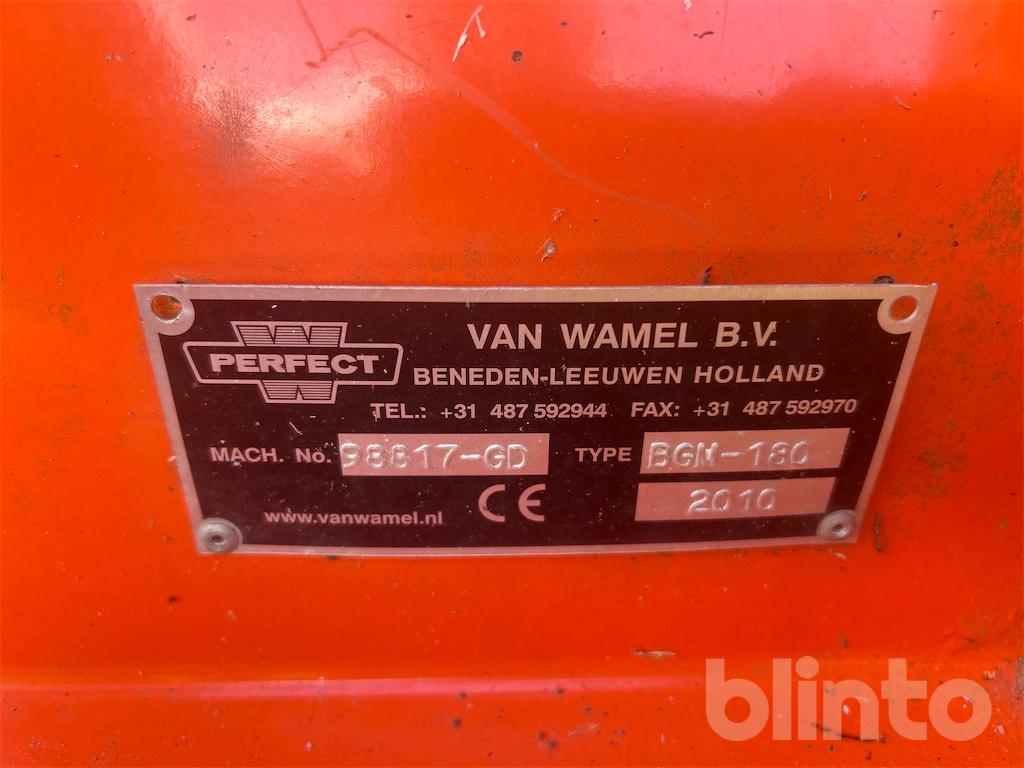 W
PERFECT
W
VAN WAMEL B.V.
BENEDEN-LEEUWEN HOLLAND
TEL.: +31 487 592944 FAX: +31 487 592970
MACH. No. 98817-GD TYPE BGM-180
www.vanwamel.nl CE 2010
blinto™